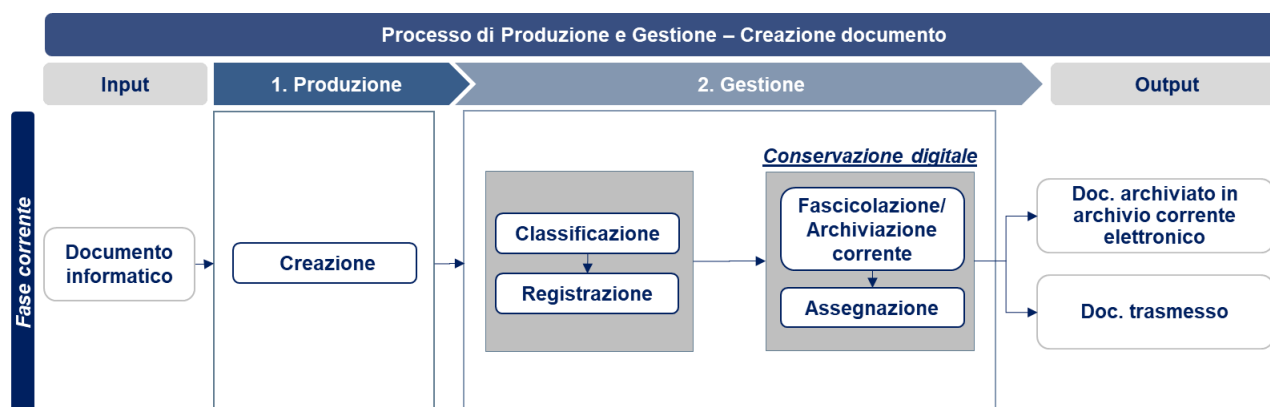 Processo di Produzione e Gestione – Creazione documento
Input
1. Produzione
2. Gestione
Output
Fase corrente
Documento
informatico
Creazione
Classificazione
Registrazione
Conservazione digitale
Fascicolazione/
Archiviazione
corrente
Assegnazione
Doc. archiviato in
archivio corrente
elettronico
Doc. trasmesso